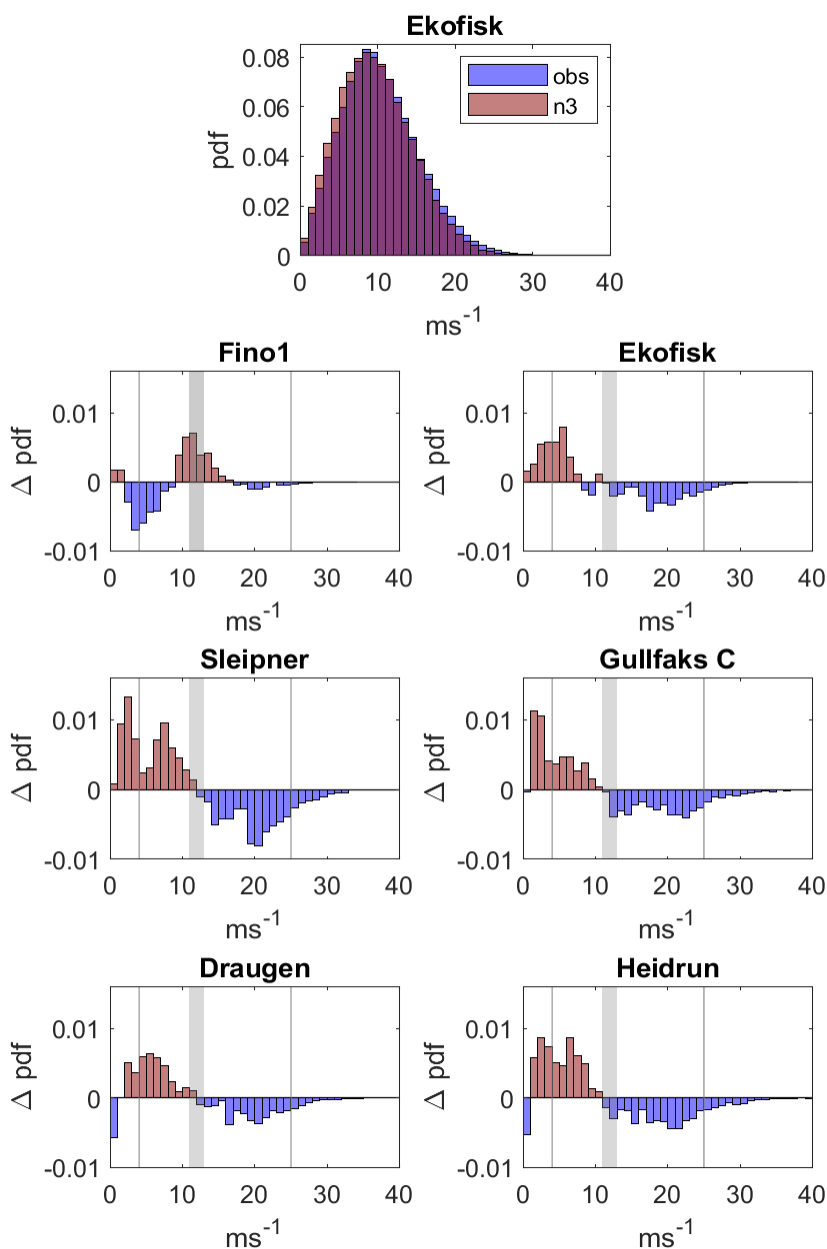 Ekofisk
0.08
0.06
0.04
0.02
0
pdf
obs
n3
0 10 20 30 40
ms-1
Fino1 Ekofisk
0.01 0.01
0 0
-0.01 -0.01
Δ pdf Δ pdf
0 10 20 30 40 0 10 20 30 40
ms-1 ms-1
Sleipner Gullfaks C
0.01 0.01
0 0
-0.01 -0.01
Δ pdf Δ pdf
0 10 20 30 40 0 10 20 30 40
ms-1 ms-1
Draugen Heidrun
0.01 0.01
0 0
-0.01 -0.01
Δ pdf Δ pdf
0 10 20 30 40 0 10 20 30 40
ms-1 ms-1